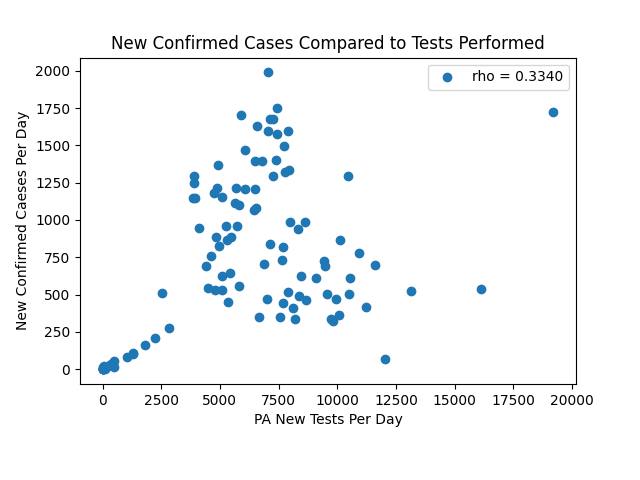 New Confirmed Cases Compared to Tests Performed
rho = 0.3340
New Confirmed Caeses Per Day
2000
1750
1500
1250
1000
750
500
250
0
0 2500 5000 7500 10000 12500 15000 17500 20000
PA New Tests Per Day